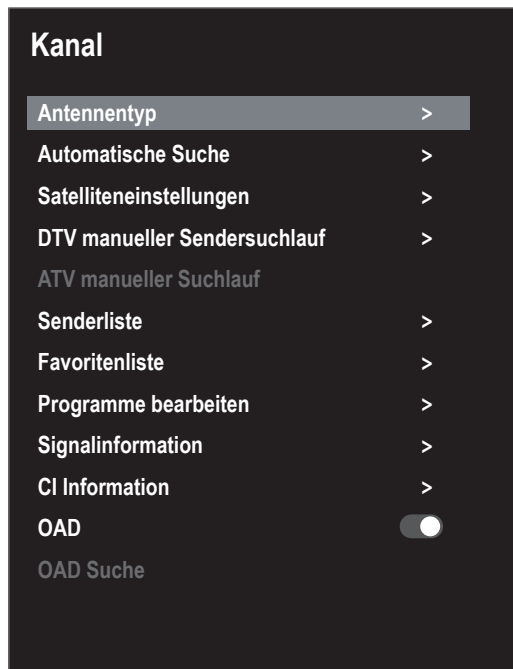 Kanal
Antennentyp >
Automatische Suche >
Satelliteneinstellungen >
DTV manueller Sendersuchlauf >
ATV manueller Suchlauf
Senderliste >
Favoritenliste >
Programme bearbeiten >
Signalinformation >
CI Information >
OAD
OAD Suche